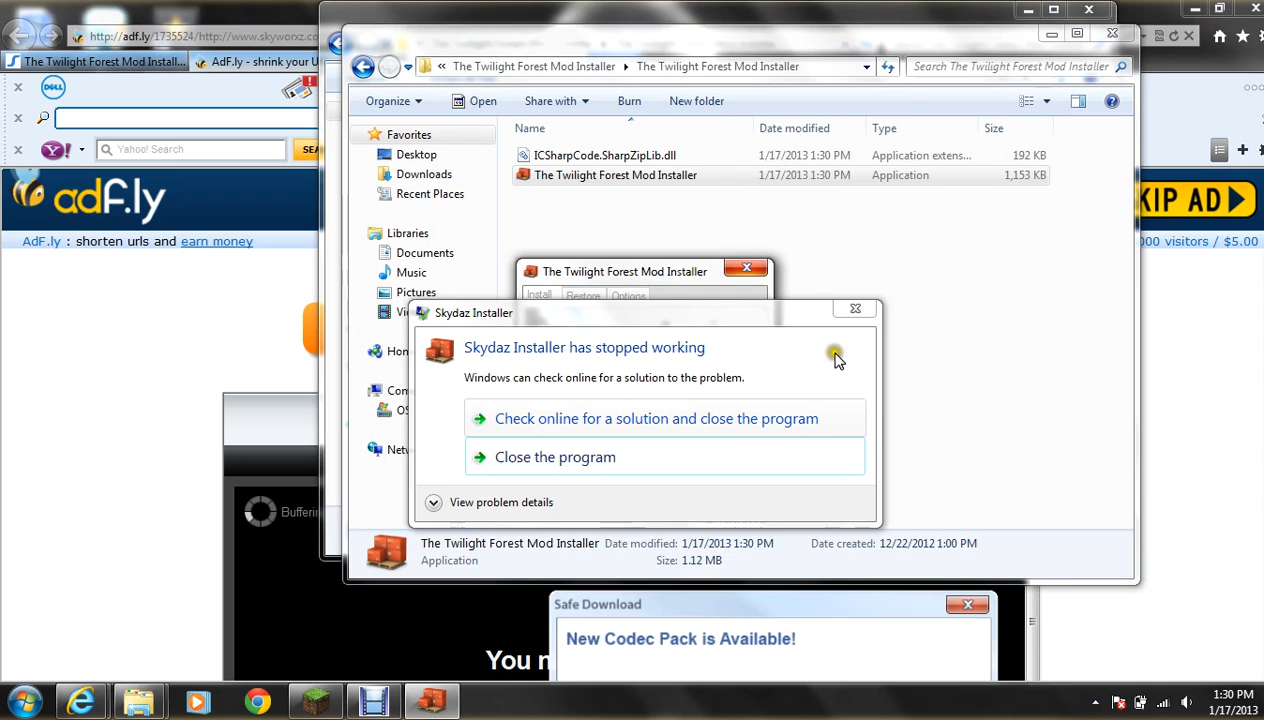 http://adf.ly/1735524/http://www.skyworxz.co
The Twilight Forest Mod Install...
AdF.ly - shrink your U
DELL
Y!
Yahoo! Search
SEA
adf.ly
AdF.ly : shorten urls and earn money
KIP AD
000 visitors / $5.00
The Twilight Forest Mod Installer
The Twilight Forest Mod Installer
Search The Twilight Forest Mod Installer
Organize
Open
Share with
Burn
New folder
Favorites
Desktop
Downloads
Recent Places
Libraries
Documents
Music
Pictures
Vi
Hom
Com
OS
Netw
Name
Date modified
Type
Size
ICSharpCode.SharpZipLib.dll
1/17/2013 1:30 PM
Application extens...
192 KB
The Twilight Forest Mod Installer
1/17/2013 1:30 PM
Application
1,153 KB
The Twilight Forest Mod Installer
Install
Restore
Options
Skydaz Installer
Skydaz Installer has stopped working
Windows can check online for a solution to the problem.
Check online for a solution and close the program
Close the program
View problem details
The Twilight Forest Mod Installer
Date modified: 1/17/2013 1:30 PM
Date created: 12/22/2012 1:00 PM
Application
Size: 1.12 MB
Buffering
You m
Safe Download
New Codec Pack is Available!
1:30 PM
1/17/2013